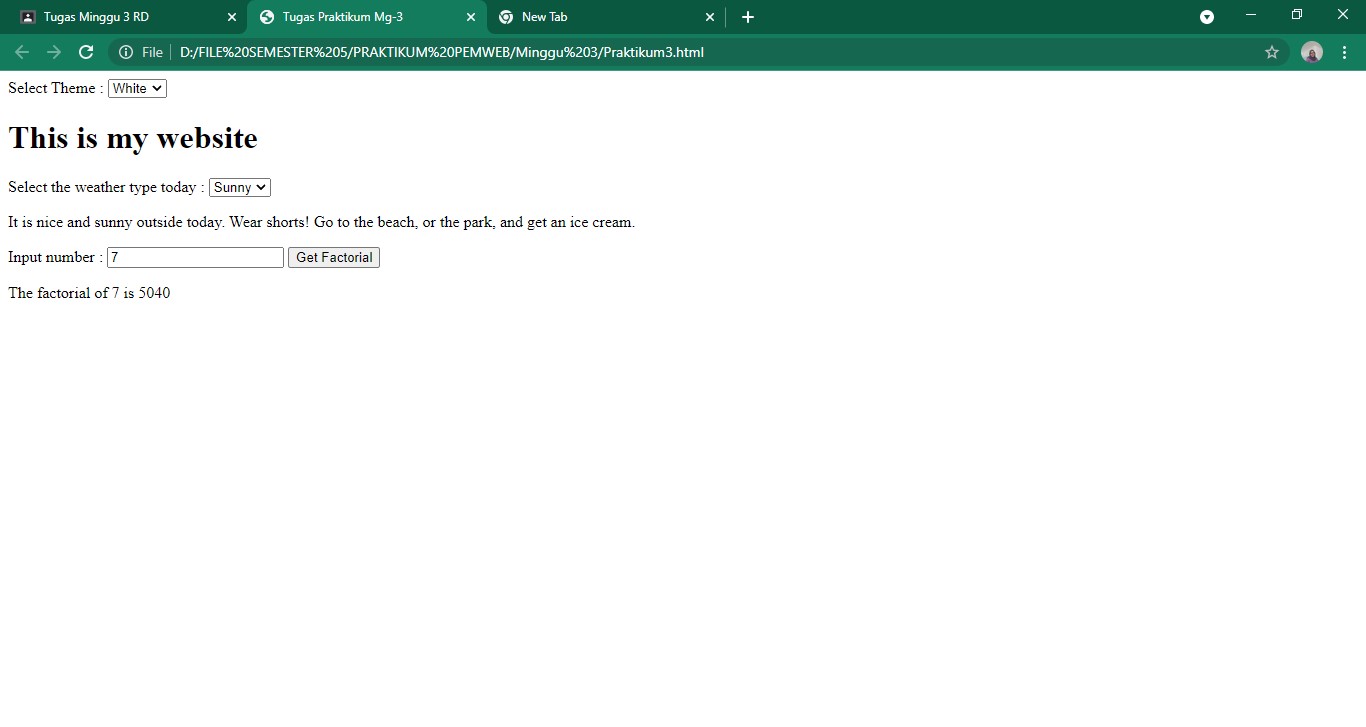 Tugas Minggu 3 RD
Tugas Praktikum Mg-3
New Tab
File
D:/FILE%20SEMESTER%205/PRAKTIKUM%20PEMWEB/Minggu%203/Praktikum3.html
Select Theme : White
This is my website
Select the weather type today : Sunny
It is nice and sunny outside today. Wear shorts! Go to the beach, or the park, and get an ice cream.
Input number : 7 Get Factorial
The factorial of 7 is 5040